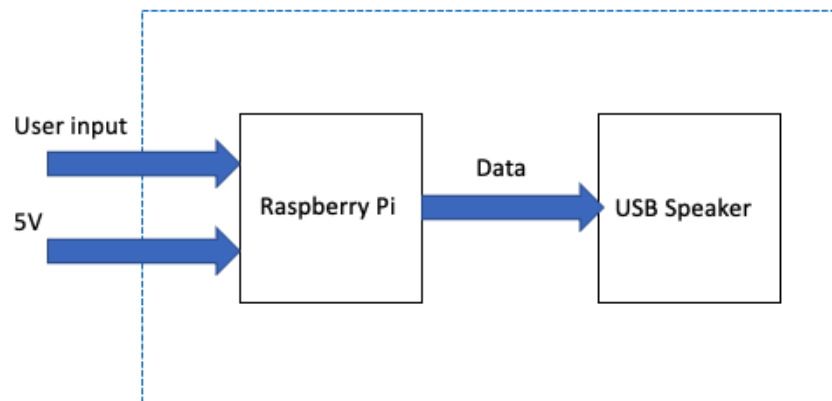 User input
Data
Raspberry Pi
USB Speaker
5V